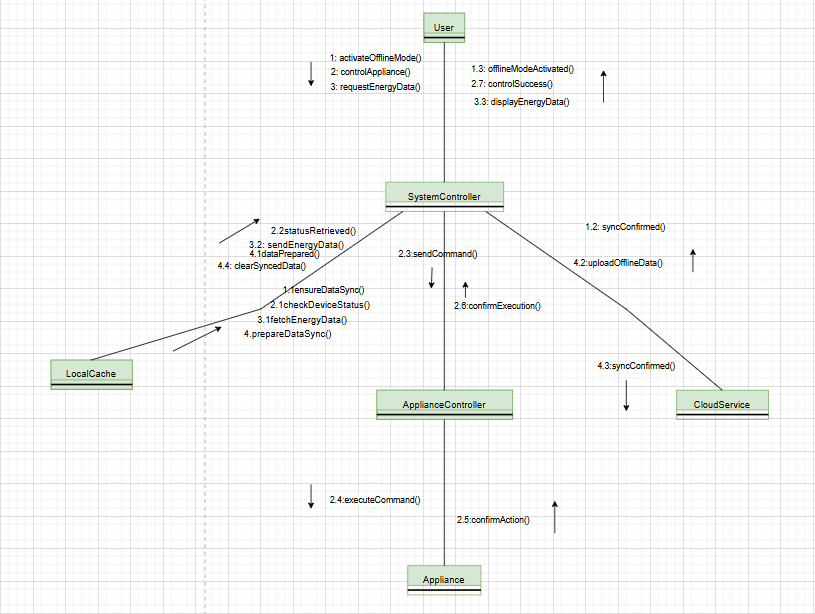 User
1: activateOfflineMode()
2: controlAppliance()
3: requestEnergyData()
1.3: offlineModeActivated()
2.7: controlSuccess()
3.3: displayEnergyData()
SystemController
2.2statusRetrieved()
3.2: sendEnergyData()
4.1dataPrepared()
4.4: clearSyncedData()
2.3:sendCommand()
1.2: syncConfirmed()
4.2:uploadOfflineData()
1.1ensureDataSync()
2.1checkDeviceStatus()
3.1fetchEnergyData()
4.prepareDataSync()
2.6:confirmExecution()
LocalCache
4.3:syncConfirmed()
ApplianceController
CloudService
2.4:executeCommand()
2.5:confirmAction()
Appliance